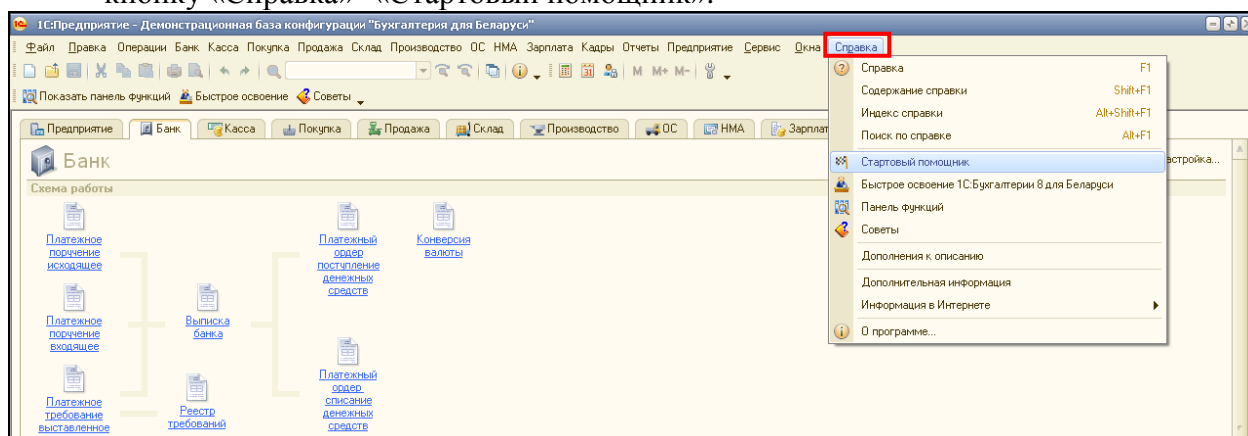 кнопку «Справка» «Стартовый помощник».
1С:Предприятие - Демонстрационная база конфигурации "Бухгалтерия для Беларуси"
Файл Правка Операции Банк Касса Покупка Продажа Склад Производство ОС НМА Зарплата Кадры Отчеты Предприятие Сервис Окна Справка
M M+ M-
Показать панель функций Быстрое освоение Советы
Предприятие Банк Касса Покупка Продажа Склад Производство ОС НМА Зарплат
Справка F1
Содержание справки Shift+F1
Индекс справки Alt+Shift+F1
Поиск по справке Alt+F1
Стартовый помощник
Быстрое освоение 1С:Бухгалтерии 8 для Беларуси
Панель функций
Советы
Дополнения к описанию
Дополнительная информация
Информация в Интернете
О программе...
Банк
астройка...
Схема работы
Платежное
поручение
исходящее
Платежный
ордер
поступление
денежных
средств
Конверсия
валюты
Платежное
поручение
входящее
Выписка
банка
Платежный
ордер
списание
денежных
средств
Платежное
требование
выставленное
Реестр
требований